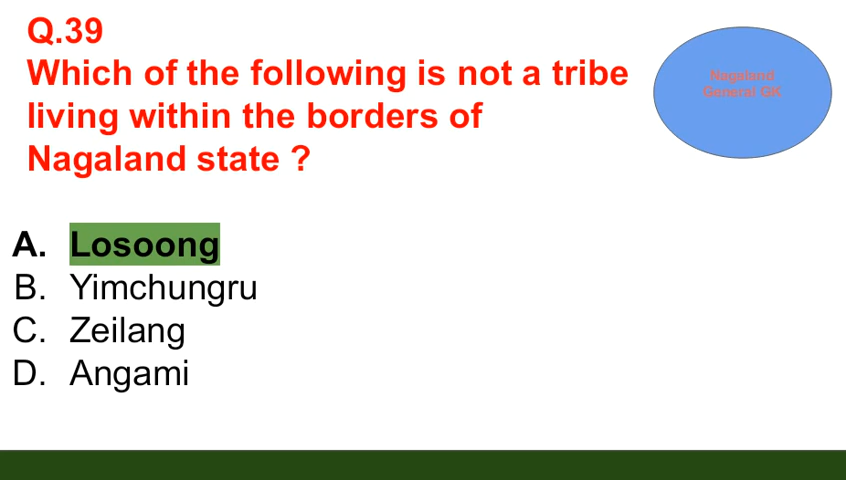 Q.39
Which of the following is not a tribe
living within the borders of
Nagaland state ?
Nagaland
General GK
A. Losoong
B. Yimchungru
C. Zeilang
D. Angami